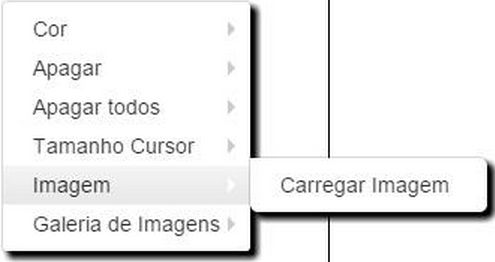 Cor
Apagar
Apagar todos
Tamanho Cursor
Imagem
Carregar Imagem
Galeria de Imagens